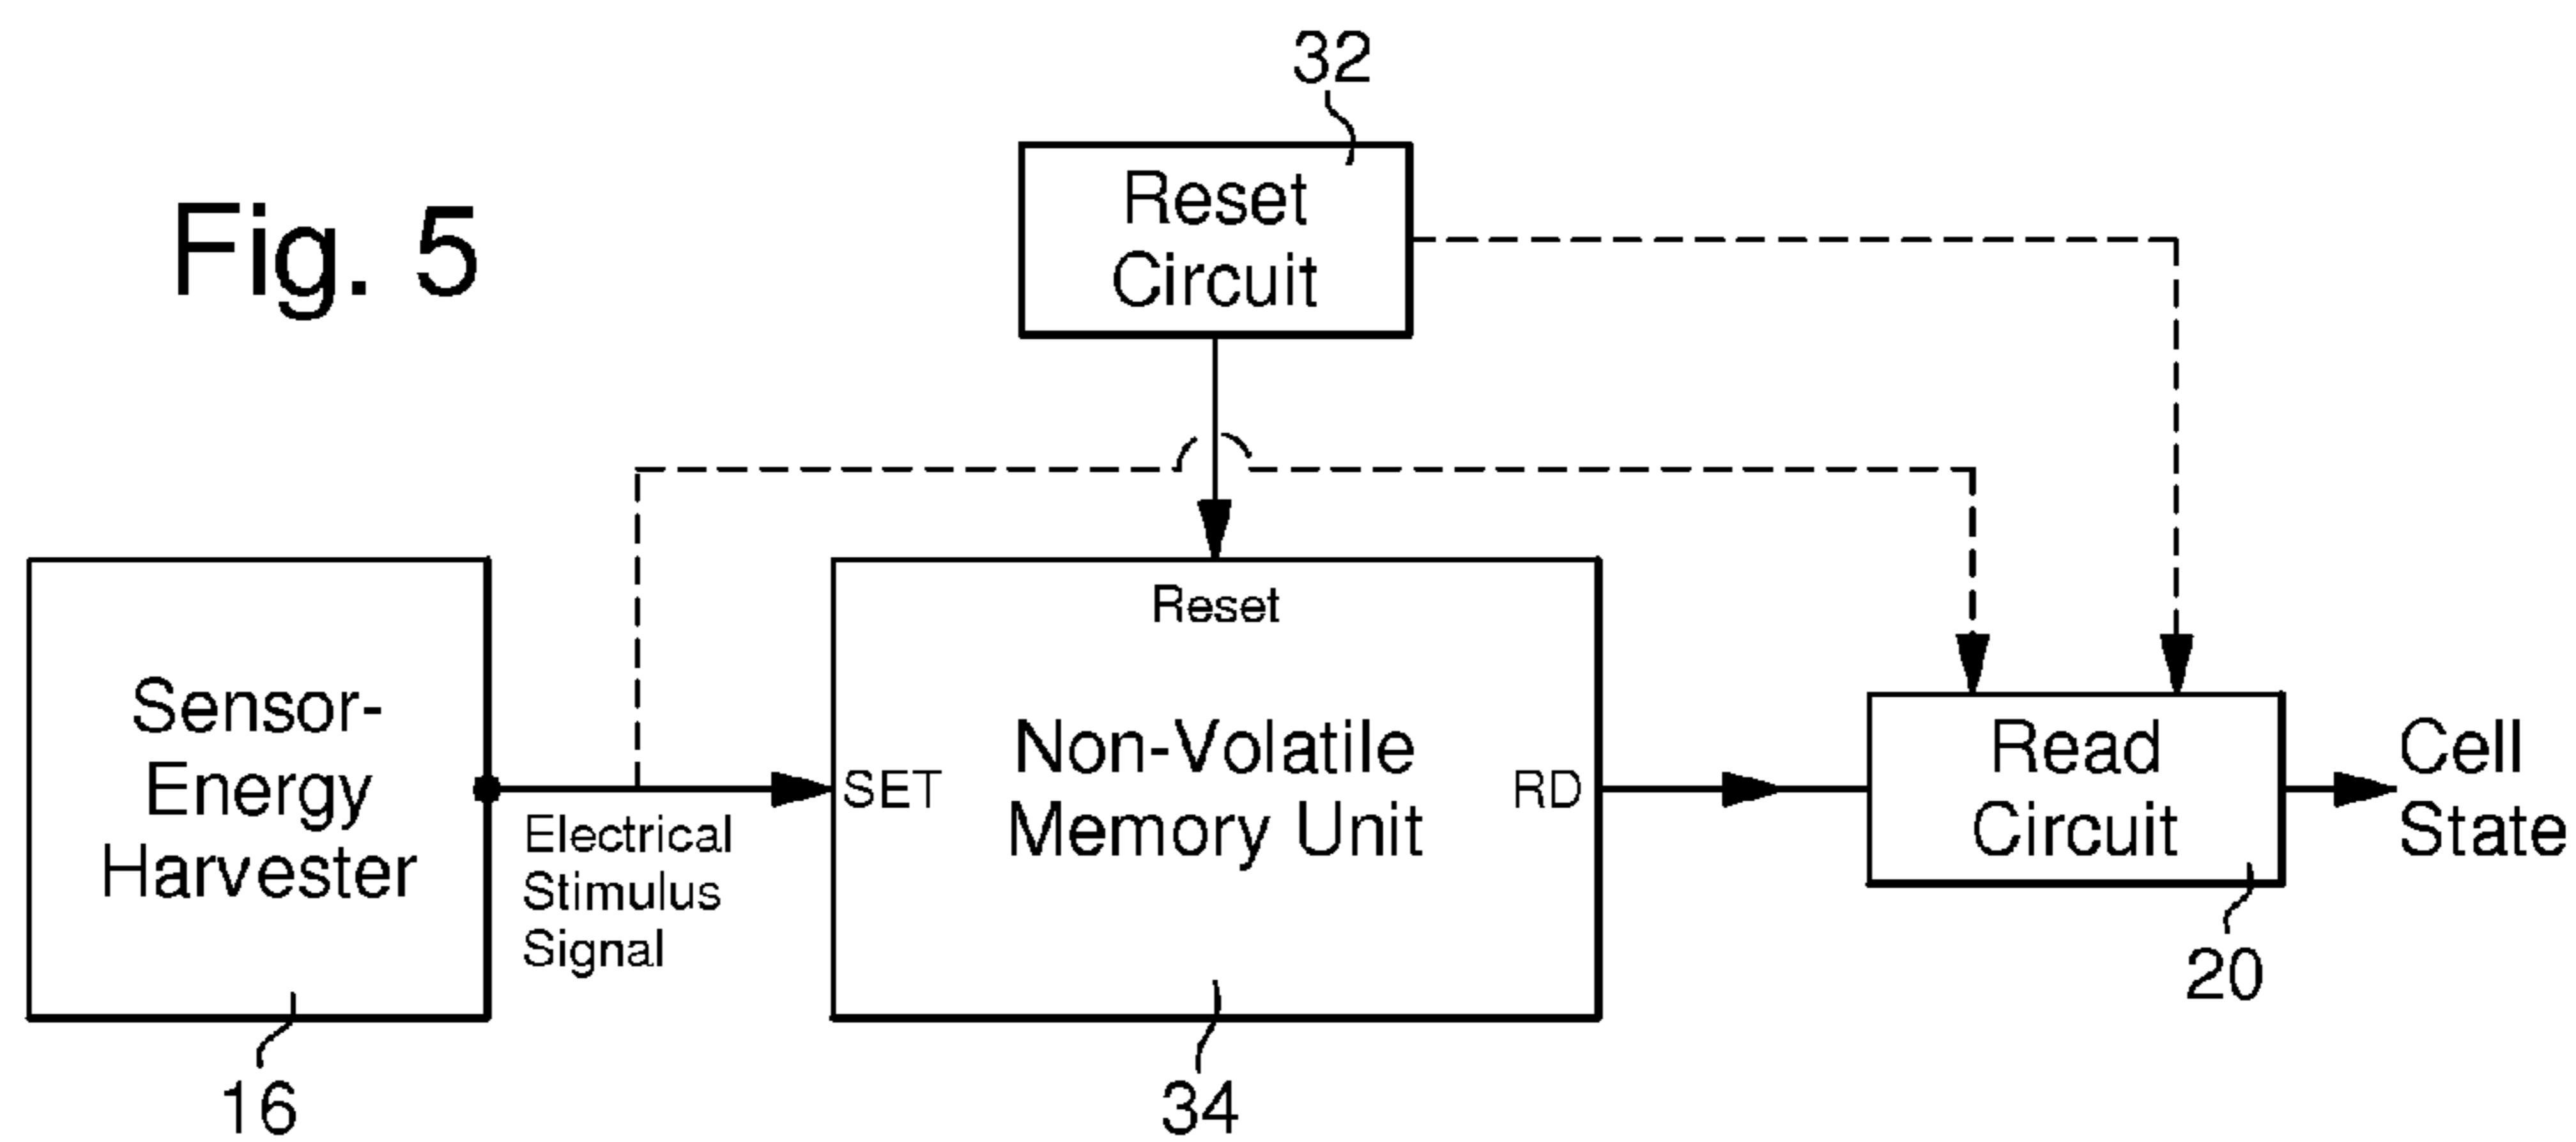 Fig. 5
32
Reset
Circuit
Sensor-
Energy
Harvester
16
Electrical
Stimulus
Signal
Reset
SET
Non-Volatile
Memory Unit
RD
34
Read
Circuit
20
Cell
State